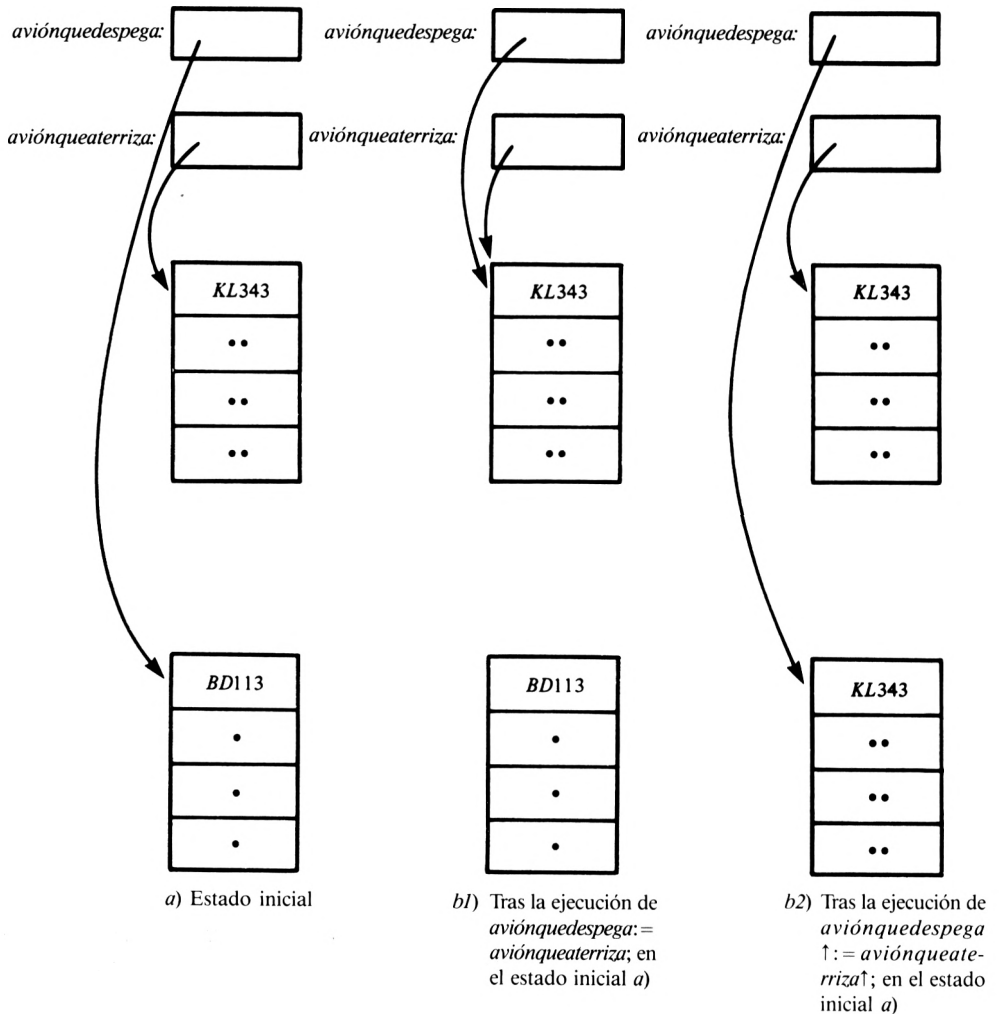 aviónquedespega:
aviónquedespega:
aviónquedespega:
aviónqueaterriza:
aviónqueaterriza:
aviónqueaterriza:
KL343
KL343
KL343
BD113
BD113
KL343
a) Estado inicial
b1) Tras la ejecución de
aviónquedespega:=
aviónqueaterriza; en
el estado inicial a)
b2) Tras la ejecución de
aviónquedespega
↑:= aviónqueate-
rriza↑; en el estado
inicial a)